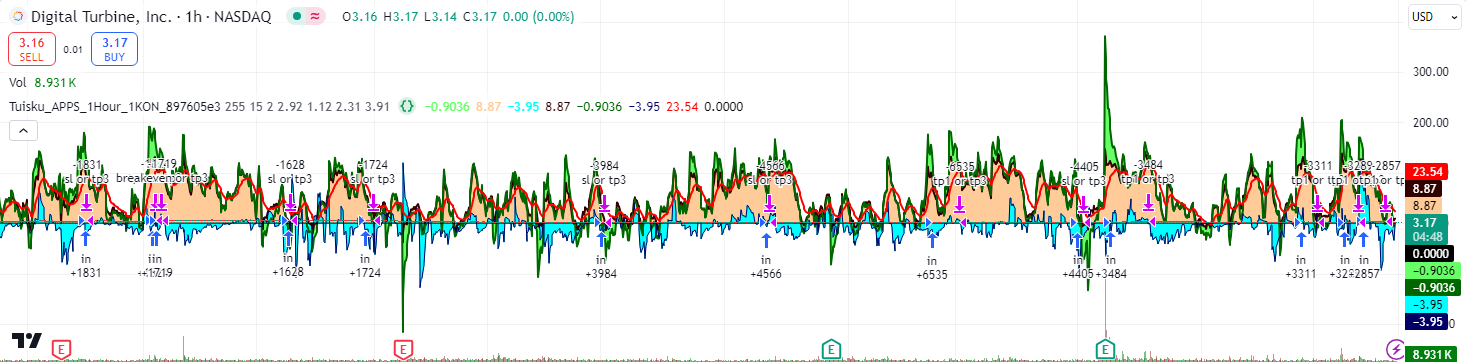 Digital Turbine, Inc. · 1h · NASDAQ ≈ O3.16 H3.17 L3.14 C3.17 0.00 (0.00%) USD
3.16 0.01 3.17
SELL BUY
300.00
Vol 8.931 K
Tuisku_APPS_1Hour_1KON_897605e3 255 15 2 2.92 1.12 2.31 3.91 {} −0.9036 8.87 −3.95 8.87 −0.9036 −3.95 23.54 0.0000
200.00
-1831 -11719 -1628 -1724 -3984 -4566 -6535 -4405 -3484 -3311 -3289 -2857
sl or tp3 breakeven or tp3 sl or tp3 sl or tp3 sl or tp3 sl or tp3 tp1 or tp3 or tp3 tp1 or tp3 tp1 or
23.54
8.87
8.87
3.17
04:48
0.0000
−0.9036
−0.9036
−3.95
−3.95
in in in in in in in in in in in in
+1831 +1628 +1724 +3984 +4566 +6535 +4405 +3484 +3311
E E E E
8.931 K